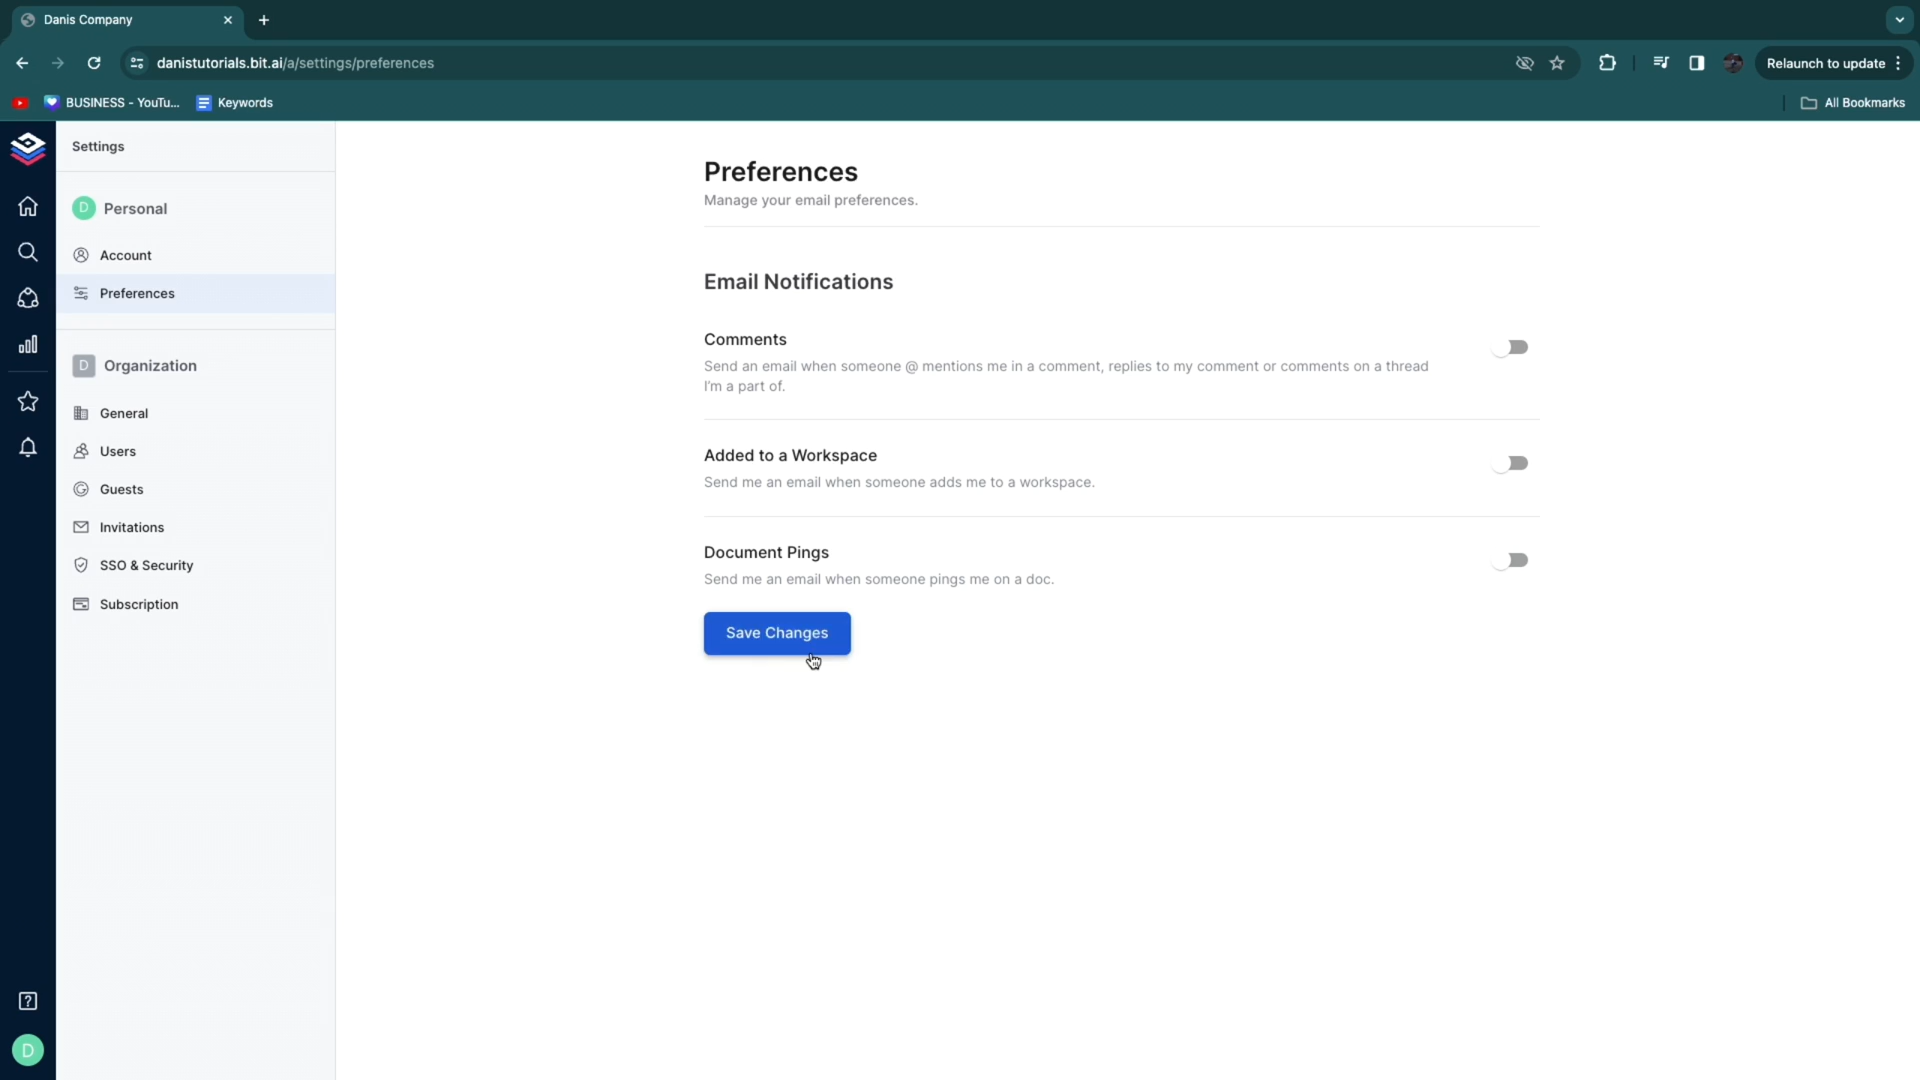 Danis Company
danistutorials.bit.ai/a/settings/preferences
Relaunch to update
BUSINESS - YouTu...
Keywords
All Bookmarks
Settings
D Personal
Account
Preferences
D Organization
General
Users
Guests
Invitations
SSO & Security
Subscription
D
Preferences
Manage your email preferences.
Email Notifications
Comments
Send an email when someone @ mentions me in a comment, replies to my comment or comments on a thread
I'm a part of.
Added to a Workspace
Send me an email when someone adds me to a workspace.
Document Pings
Send me an email when someone pings me on a doc.
Save Changes